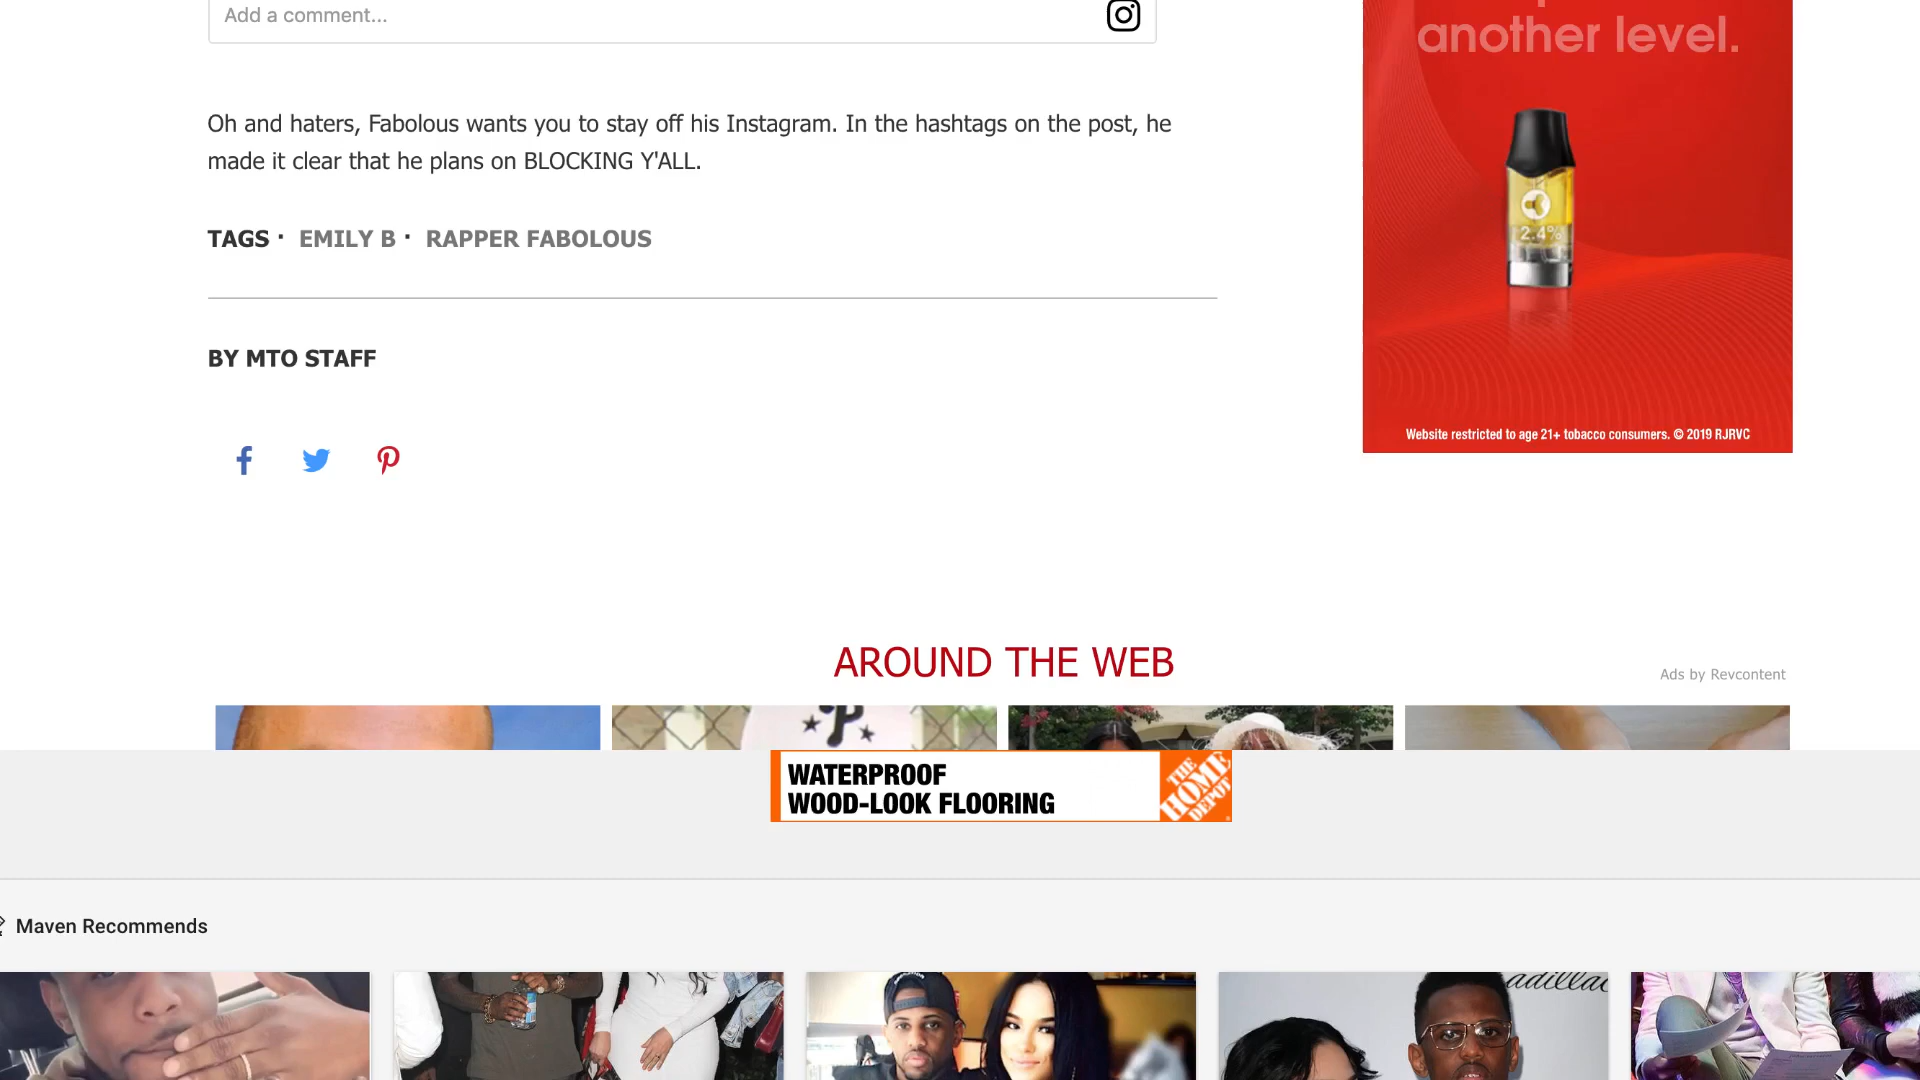 Add a comment...
another level.
Oh and haters, Fabolous wants you to stay off his Instagram. In the hashtags on the post, he
made it clear that he plans on BLOCKING Y'ALL.
TAGS · EMILY B · RAPPER FABOLOUS
2.4%
BY MTO STAFF
Website restricted to age 21+ tobacco consumers. © 2019 RJRVC
AROUND THE WEB
Ads by Revcontent
WATERPROOF
WOOD-LOOK FLOORING
THE
HOME
DEPOT
Maven Recommends